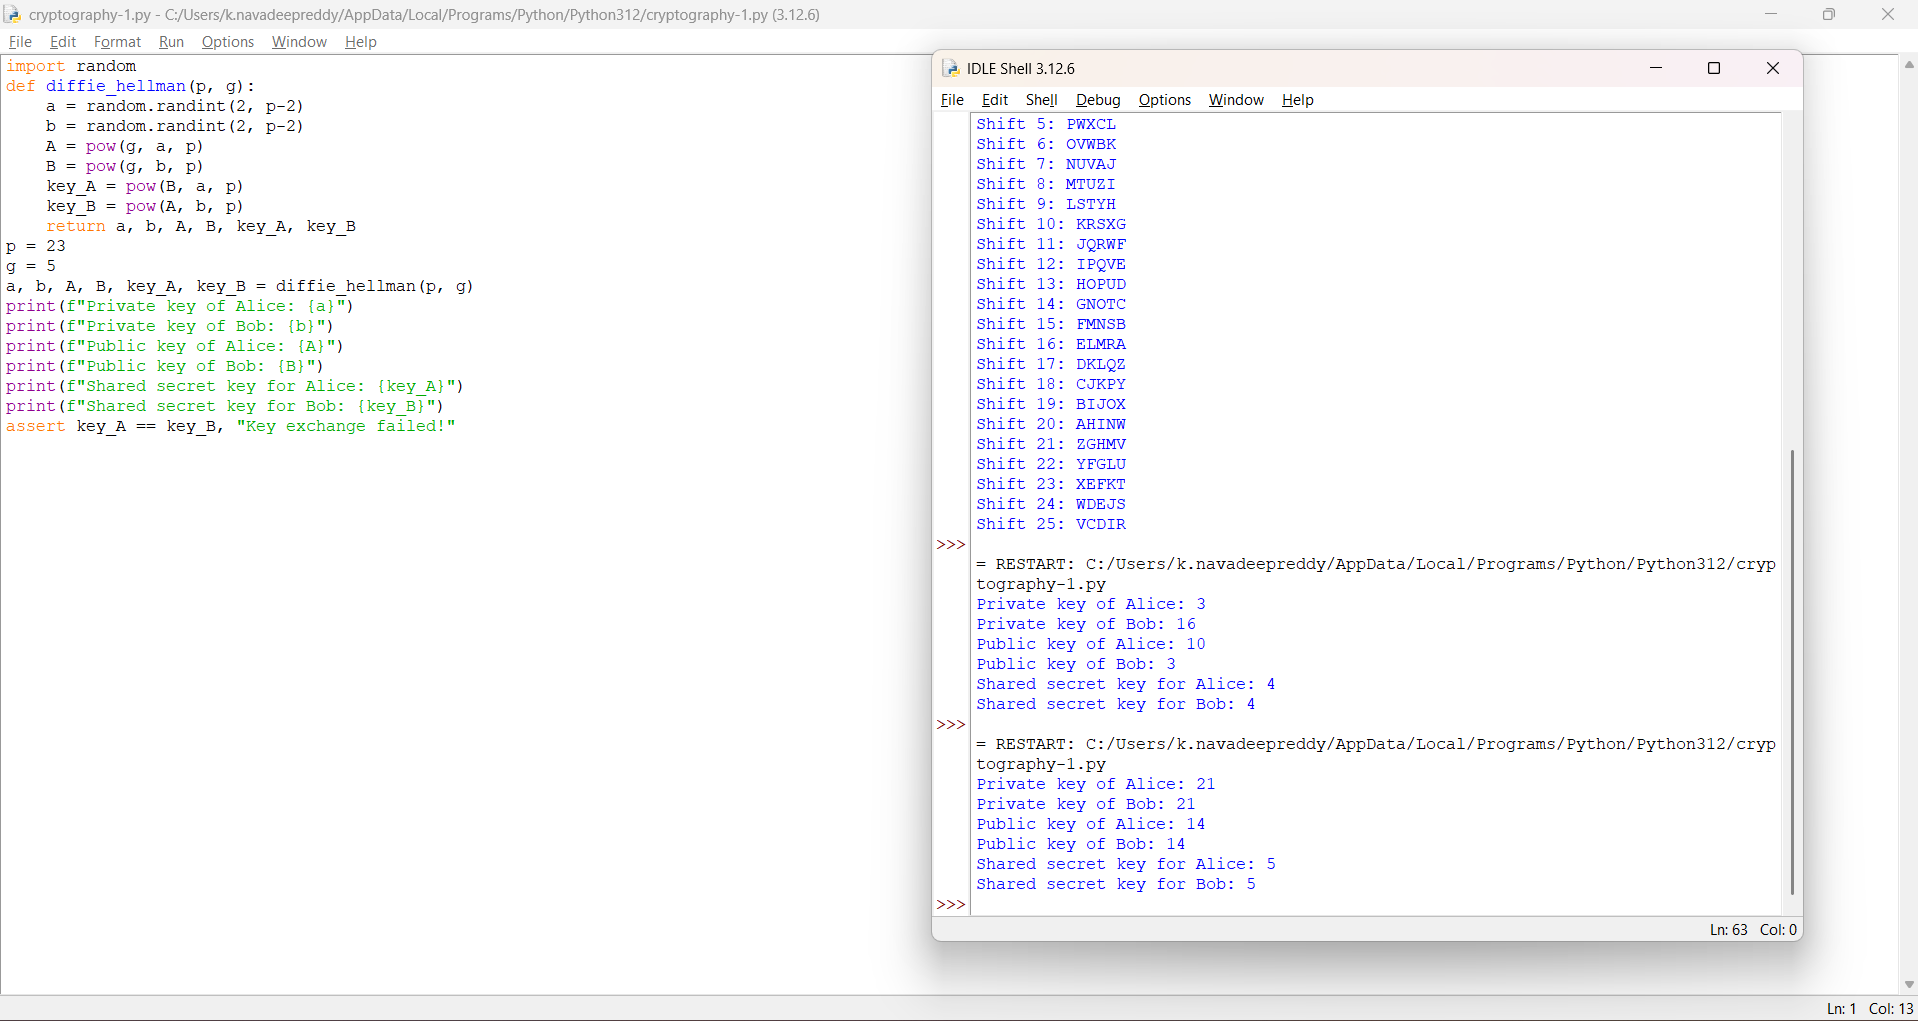 cryptography-1.py - C:/Users/k.navadeepreddy/AppData/Local/Programs/Python/Python312/cryptography-1.py (3.12.6)
File Edit Format Run Options Window Help
import random
def diffie_hellman(p, g):
    a = random.randint(2, p-2)
    b = random.randint(2, p-2)
    A = pow(g, a, p)
    B = pow(g, b, p)
    key_A = pow(B, a, p)
    key_B = pow(A, b, p)
    return a, b, A, B, key_A, key_B
p = 23
g = 5
a, b, A, B, key_A, key_B = diffie_hellman(p, g)
print(f"Private key of Alice: {a}")
print(f"Private key of Bob: {b}")
print(f"Public key of Alice: {A}")
print(f"Public key of Bob: {B}")
print(f"Shared secret key for Alice: {key_A}")
print(f"Shared secret key for Bob: {key_B}")
assert key_A == key_B, "Key exchange failed!"
IDLE Shell 3.12.6
File Edit Shell Debug Options Window Help
Shift 5: PWXCL
Shift 6: OVWBK
Shift 7: NUVAJ
Shift 8: MTUZI
Shift 9: LSTYH
Shift 10: KRSXG
Shift 11: JQRWF
Shift 12: IPQVE
Shift 13: HOPUD
Shift 14: GNOTC
Shift 15: FMNSB
Shift 16: ELMRA
Shift 17: DKLQZ
Shift 18: CJKPY
Shift 19: BIJOX
Shift 20: AHINW
Shift 21: ZGHMV
Shift 22: YFGLU
Shift 23: XEFKT
Shift 24: WDEJS
Shift 25: VCDIR
>>>
= RESTART: C:/Users/k.navadeepreddy/AppData/Local/Programs/Python/Python312/cryp
tography-1.py
Private key of Alice: 3
Private key of Bob: 16
Public key of Alice: 10
Public key of Bob: 3
Shared secret key for Alice: 4
Shared secret key for Bob: 4
>>>
= RESTART: C:/Users/k.navadeepreddy/AppData/Local/Programs/Python/Python312/cryp
tography-1.py
Private key of Alice: 21
Private key of Bob: 21
Public key of Alice: 14
Public key of Bob: 14
Shared secret key for Alice: 5
Shared secret key for Bob: 5
>>>
Ln: 63 Col: 0
Ln: 1 Col: 13